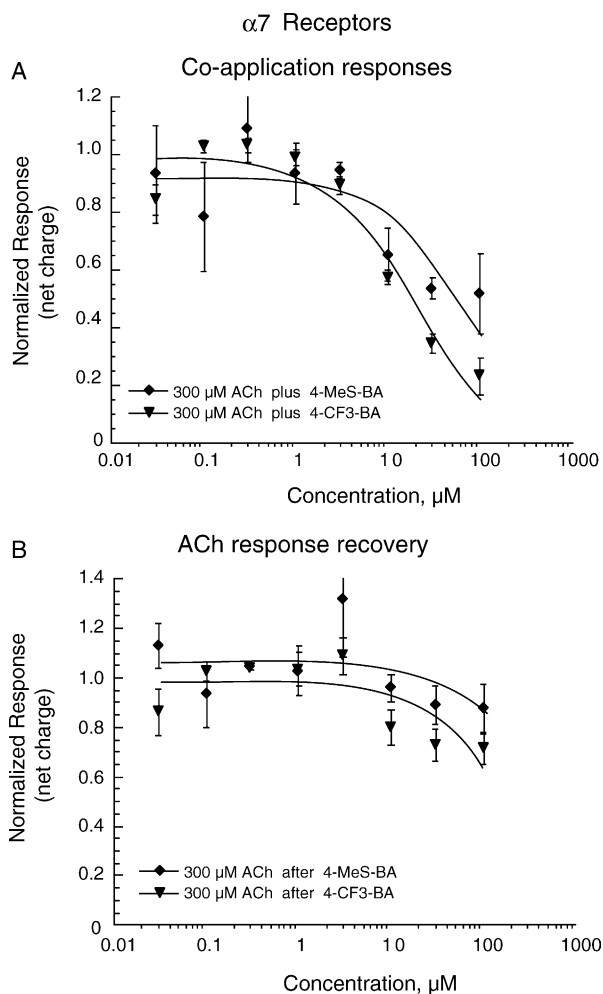 α7 Receptors
A
Co-application responses
1.2
1.0
0.8
0.6
0.4
0.2
0
Normalized Response
(net charge)
300 µM ACh plus 4-MeS-BA
300 µM ACh plus 4-CF3-BA
0.01 0.1 1 10 100 1000
Concentration, µM
B
ACh response recovery
1.4
1.2
1.0
0.8
0.6
0.4
0.2
0
Normalized Response
(net charge)
300 µM ACh after 4-MeS-BA
300 µM ACh after 4-CF3-BA
0.01 0.1 1 10 100 1000
Concentration, µM